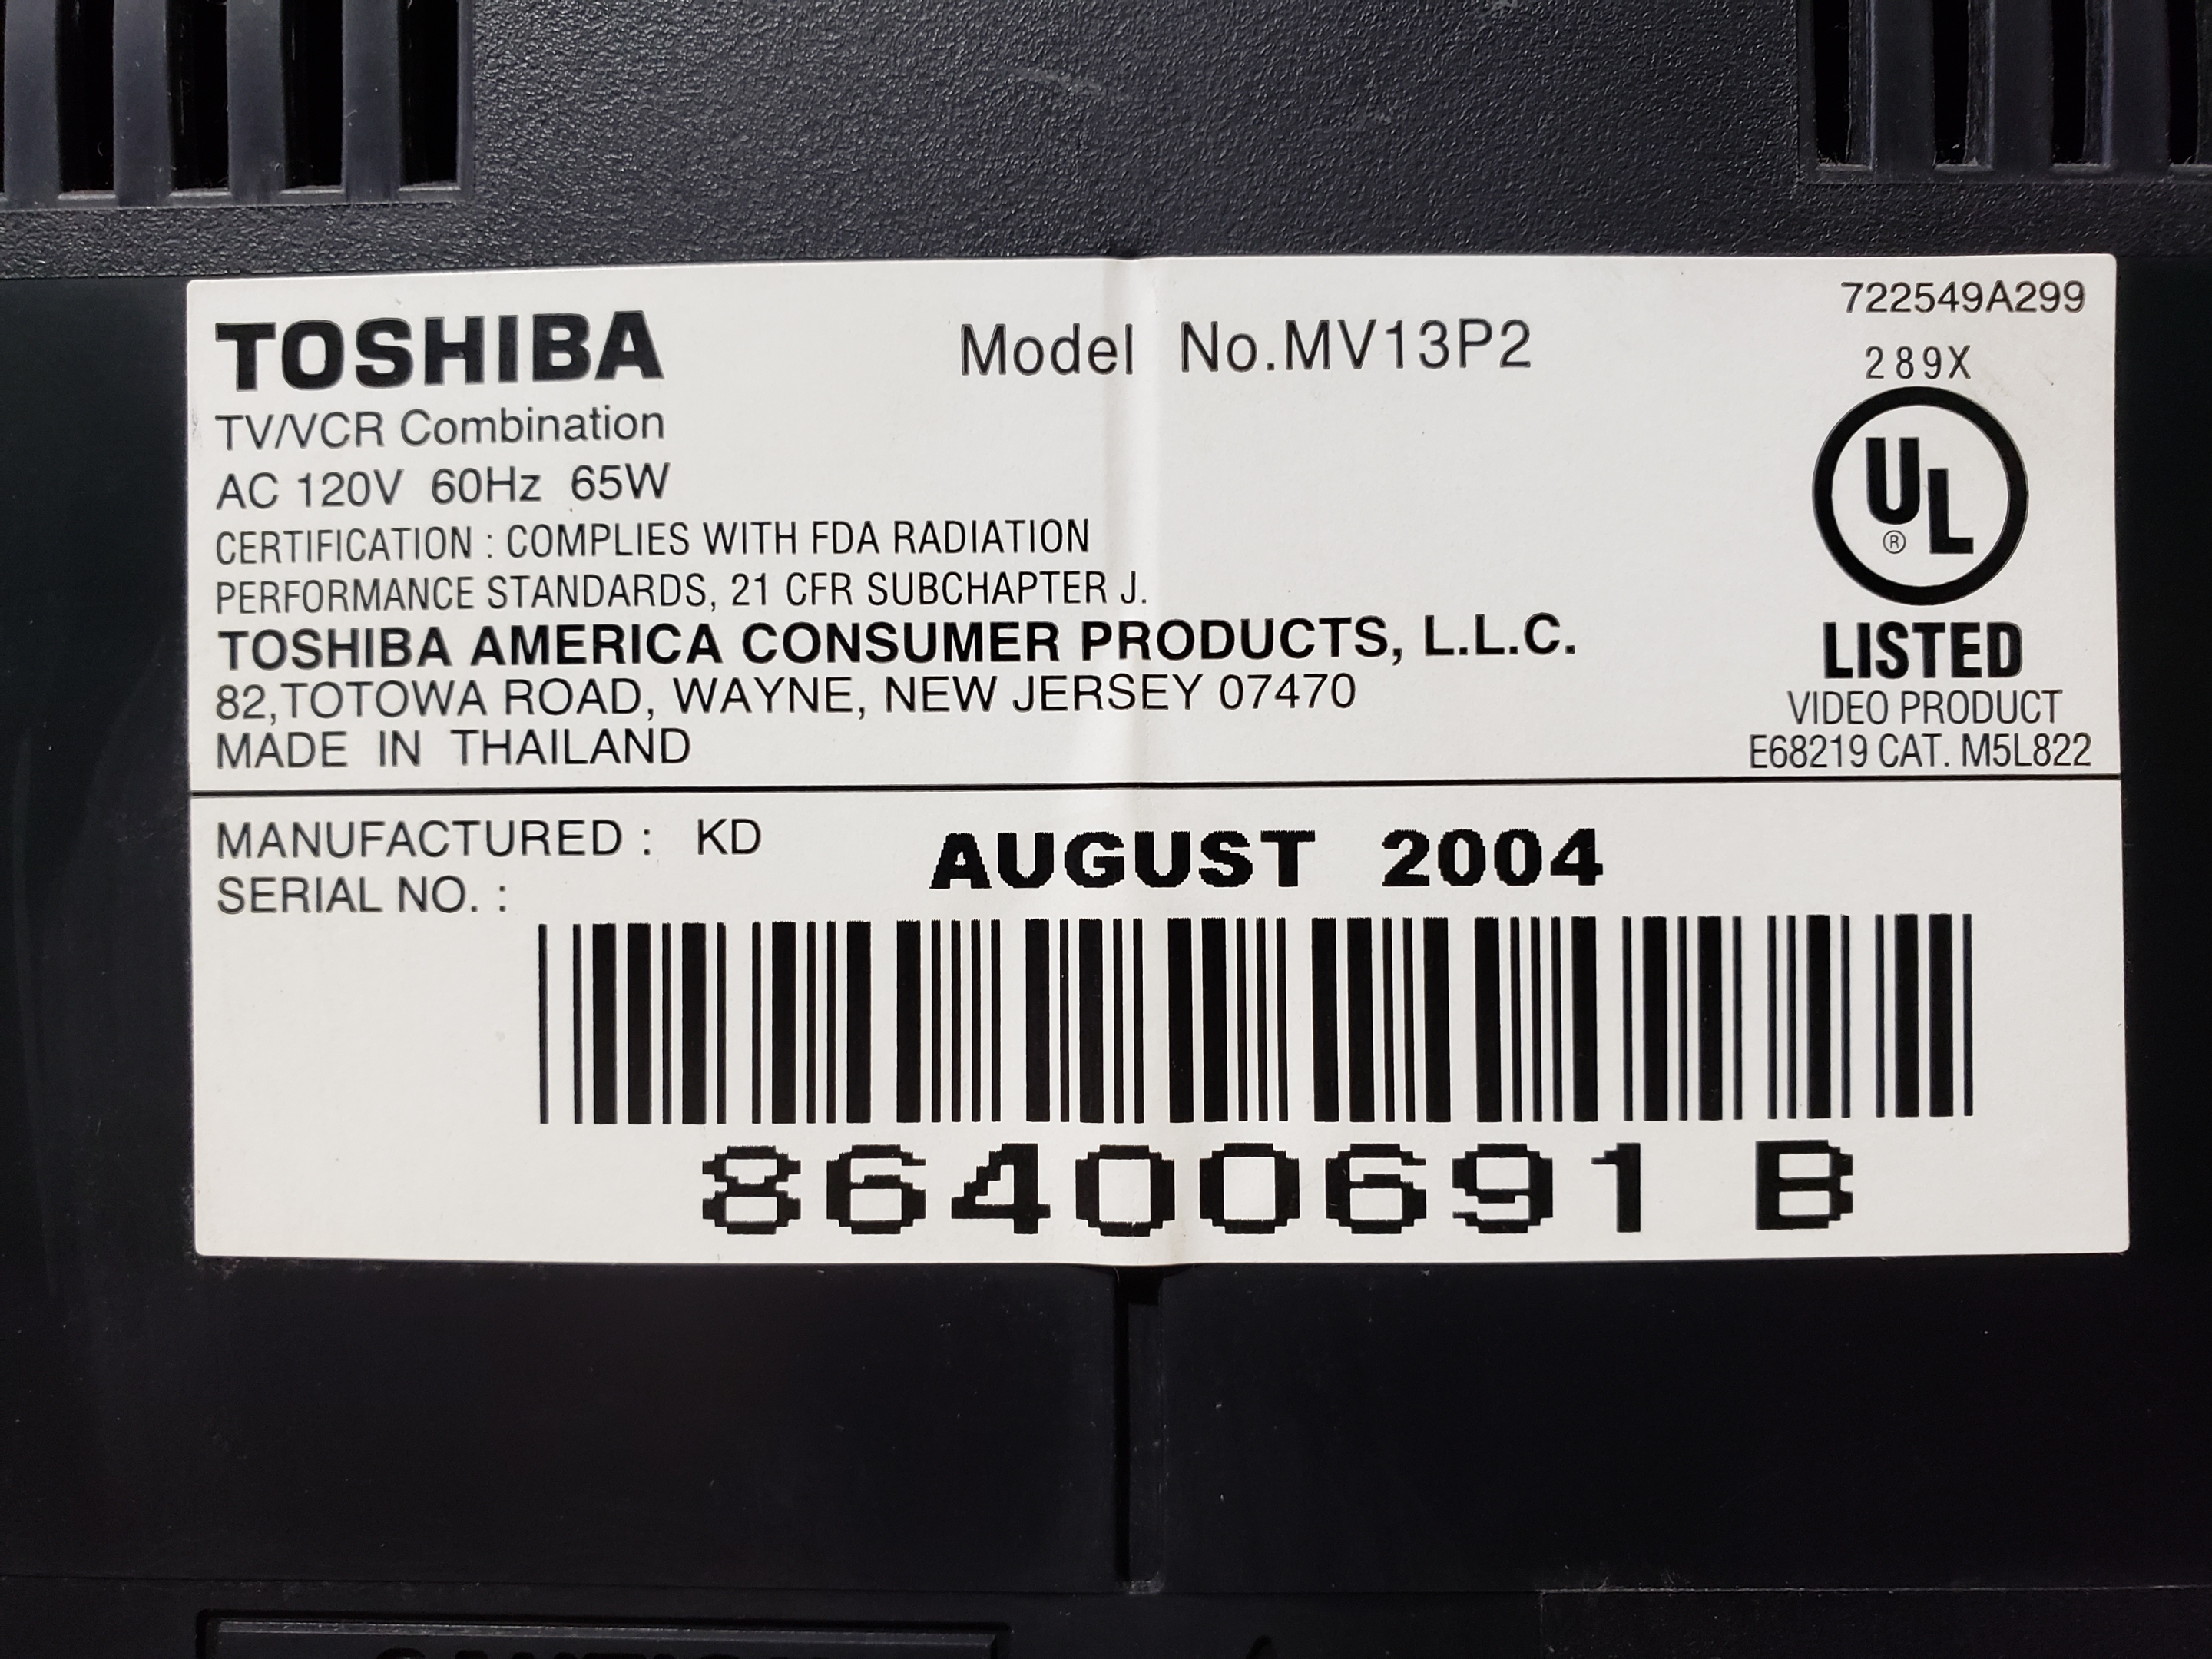 TOSHIBA
Model No.MV13P2
722549A299
289X
TV/VCR Combination
AC 120V 60Hz 65W
CERTIFICATION : COMPLIES WITH FDA RADIATION
PERFORMANCE STANDARDS, 21 CFR SUBCHAPTER J.
TOSHIBA AMERICA CONSUMER PRODUCTS, L.L.C.
82,TOTOWA ROAD, WAYNE, NEW JERSEY 07470
MADE IN THAILAND
UL
®
LISTED
VIDEO PRODUCT
E68219 CAT. M5L822
MANUFACTURED : KD
AUGUST 2004
SERIAL NO. :
86400691 B